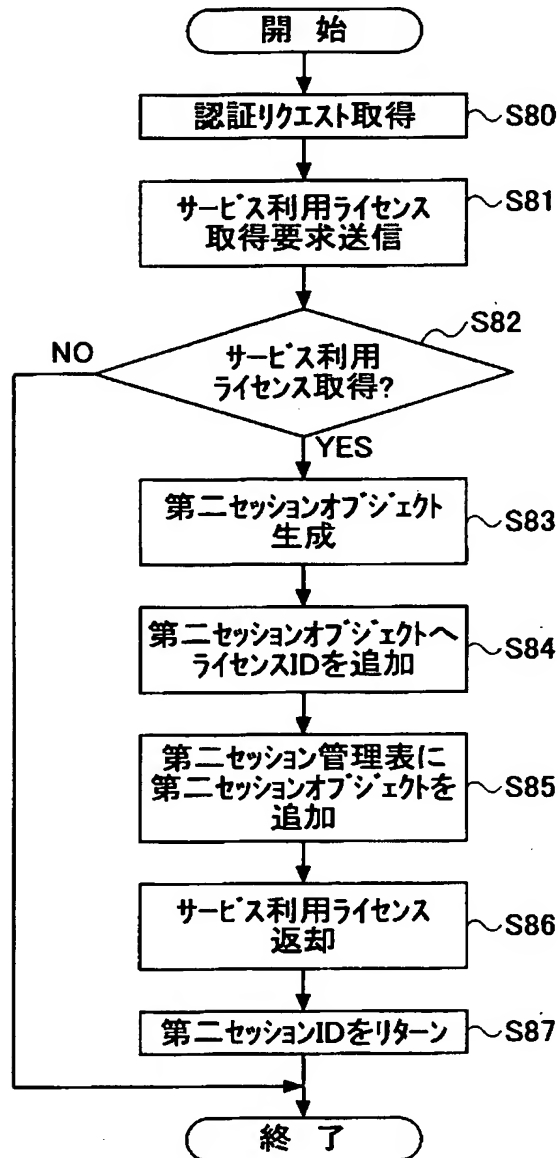 開始
認証リクエスト取得
S80
サービス利用ライセンス
取得要求送信
S81
サービス利用
ライセンス取得?
S82
NO
YES
第二セッションオブジェクト
生成
S83
第二セッションオブジェクトへ
ライセンスIDを追加
S84
第二セッション管理表に
第二セッションオブジェクトを
追加
S85
サービス利用ライセンス
返却
S86
第二セッションIDをリターン
S87
終了